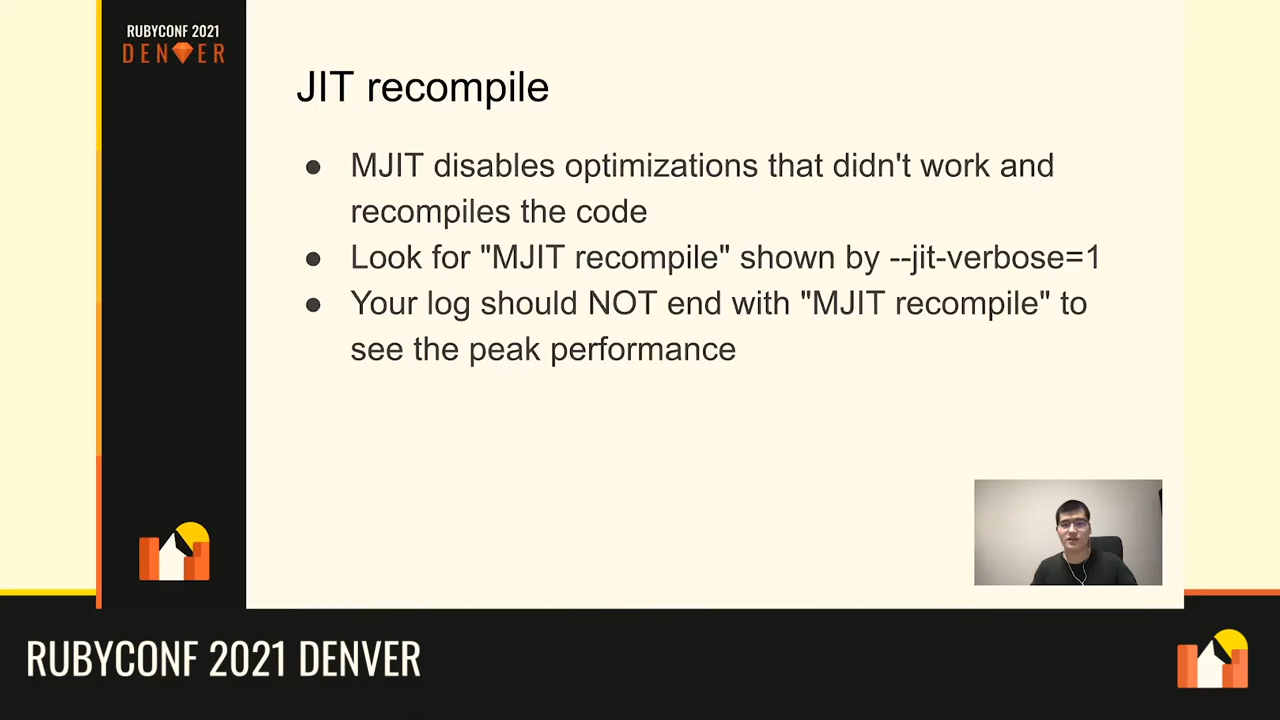 RUBYCONF 2021
DENVER
JIT recompile
● MJIT disables optimizations that didn't work and
recompiles the code
● Look for "MJIT recompile" shown by --jit-verbose=1
● Your log should NOT end with "MJIT recompile" to
see the peak performance
RUBYCONF 2021 DENVER